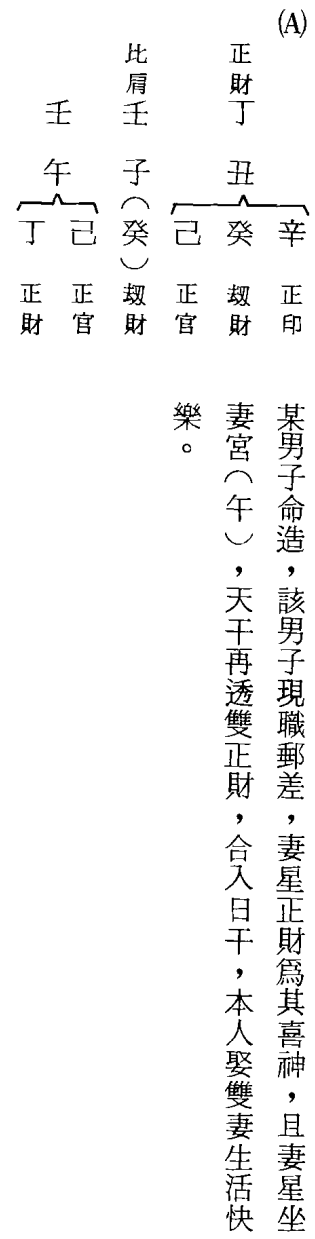 (A)
正財丁 丑 辛 正印
癸 刼財
己 正官
比肩壬 子(癸)刼財
壬 午 己 正官
丁 正財
某男子命造，該男子現職郵差，妻星正財爲其喜神，且妻星坐
妻宮(午)，天干再透雙正財，合入日干，本人娶雙妻生活快
樂。